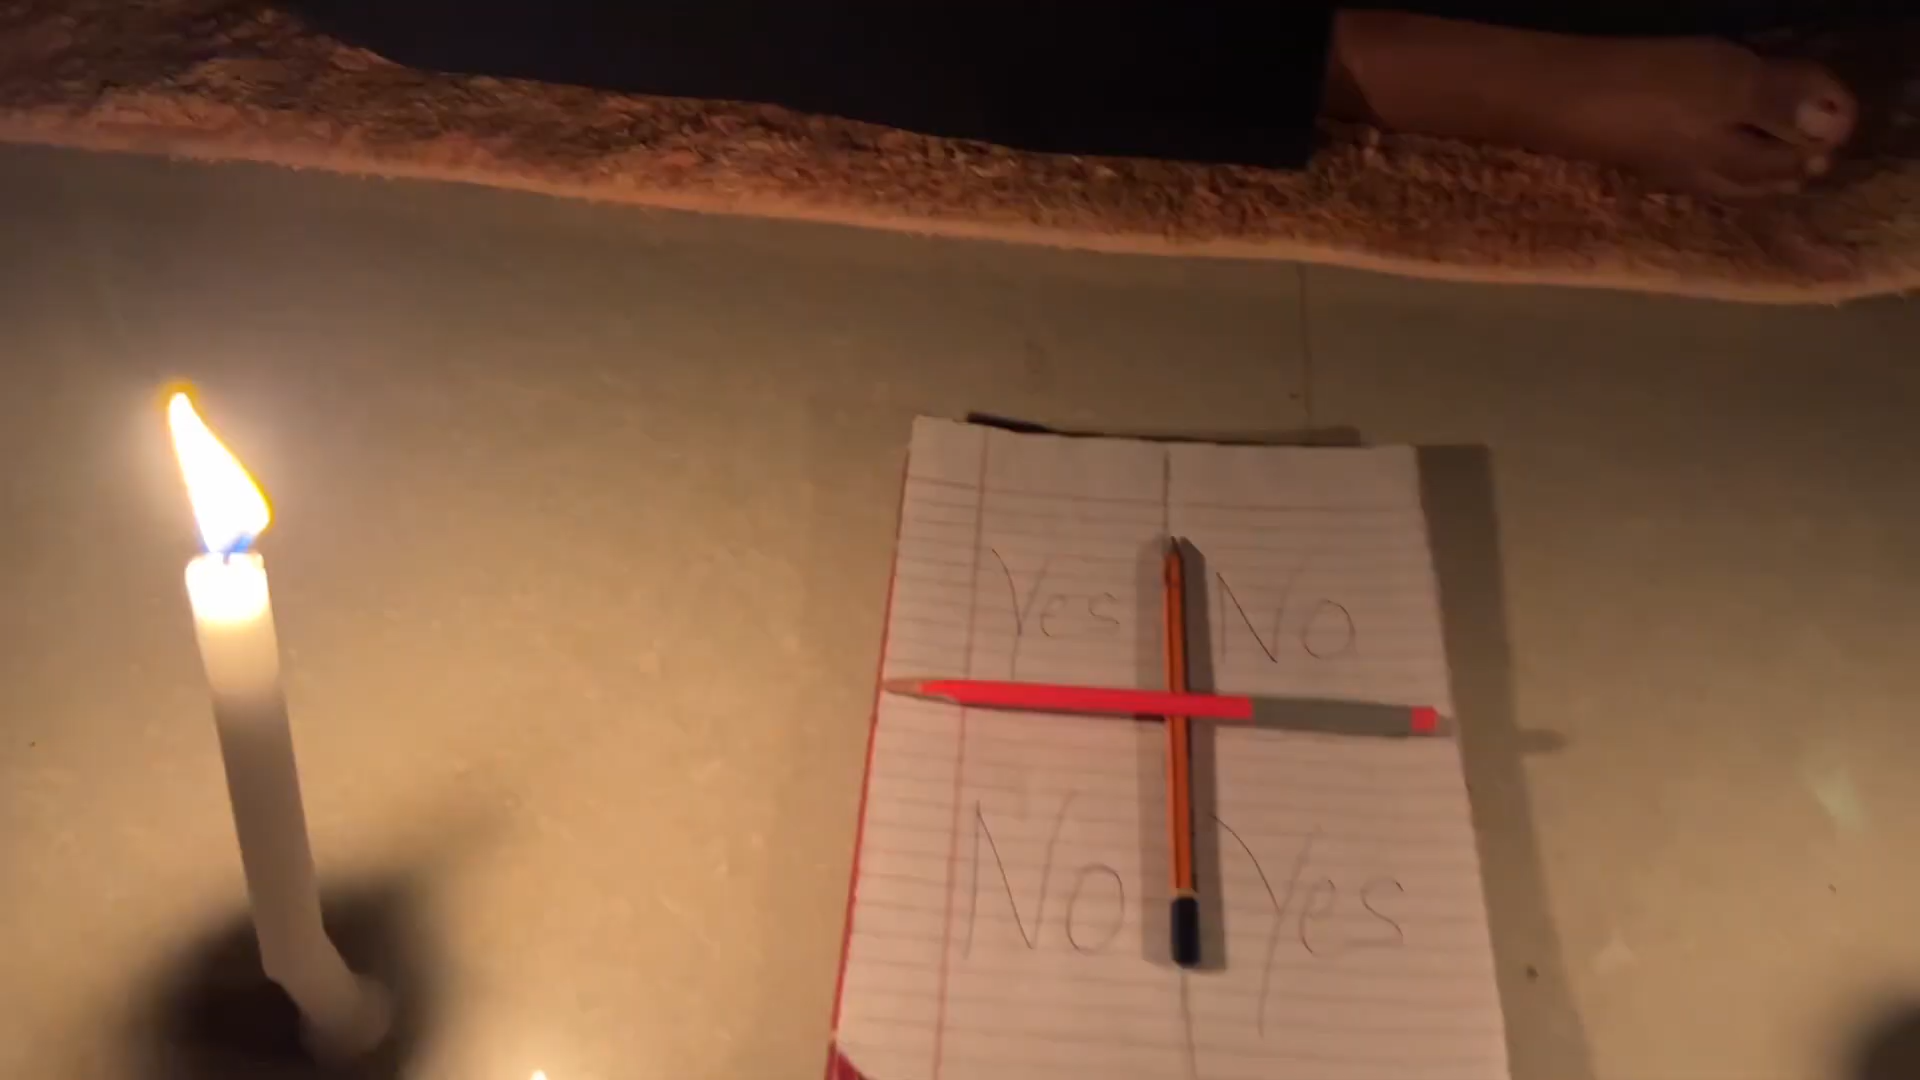 Yes No
No Yes